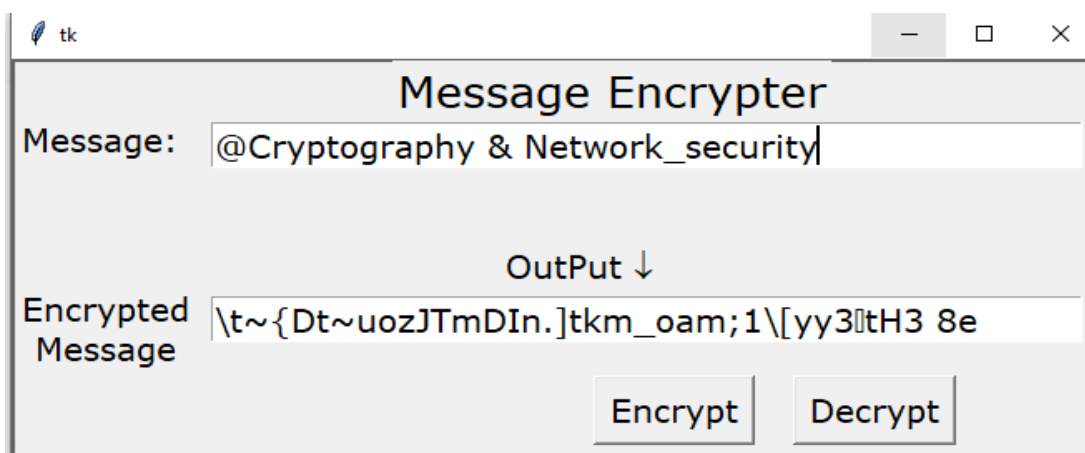 tk
Message Encrypter
Message: @Cryptography & Network_security
OutPut ↓
Encrypted Message \t~{Dt~uozJTmDIn.]tkm_oam;1\[yy3▯tH3 8e
Encrypt Decrypt